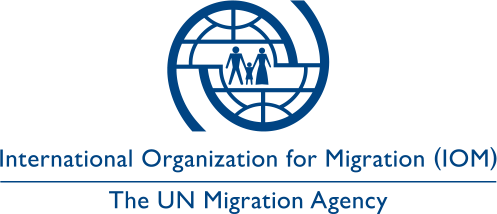 International Organization for Migration (IOM)
The UN Migration Agency